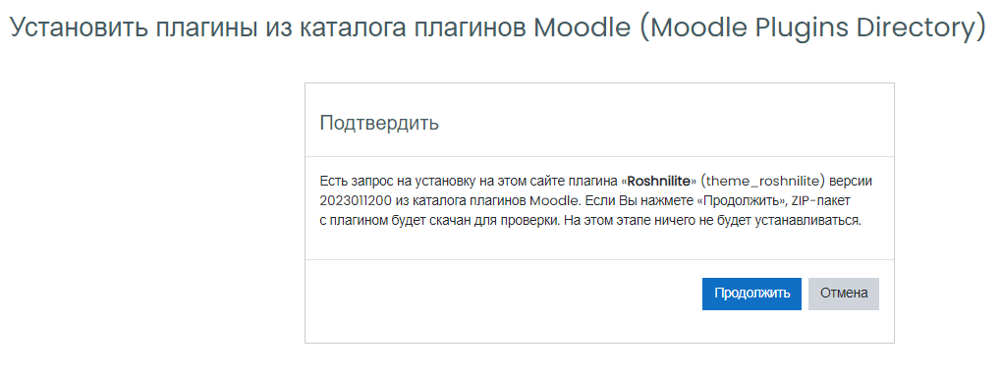 Установить плагины из каталога плагинов Moodle (Moodle Plugins Directory)
Подтвердить
Есть запрос на установку на этом сайте плагина «Roshnilite» (theme_roshnilite) версии
2023011200 из каталога плагинов Moodle. Если Вы нажмете «Продолжить», ZIP-пакет
с плагином будет скачан для проверки. На этом этапе ничего не будет устанавливаться.
Продолжить Отмена